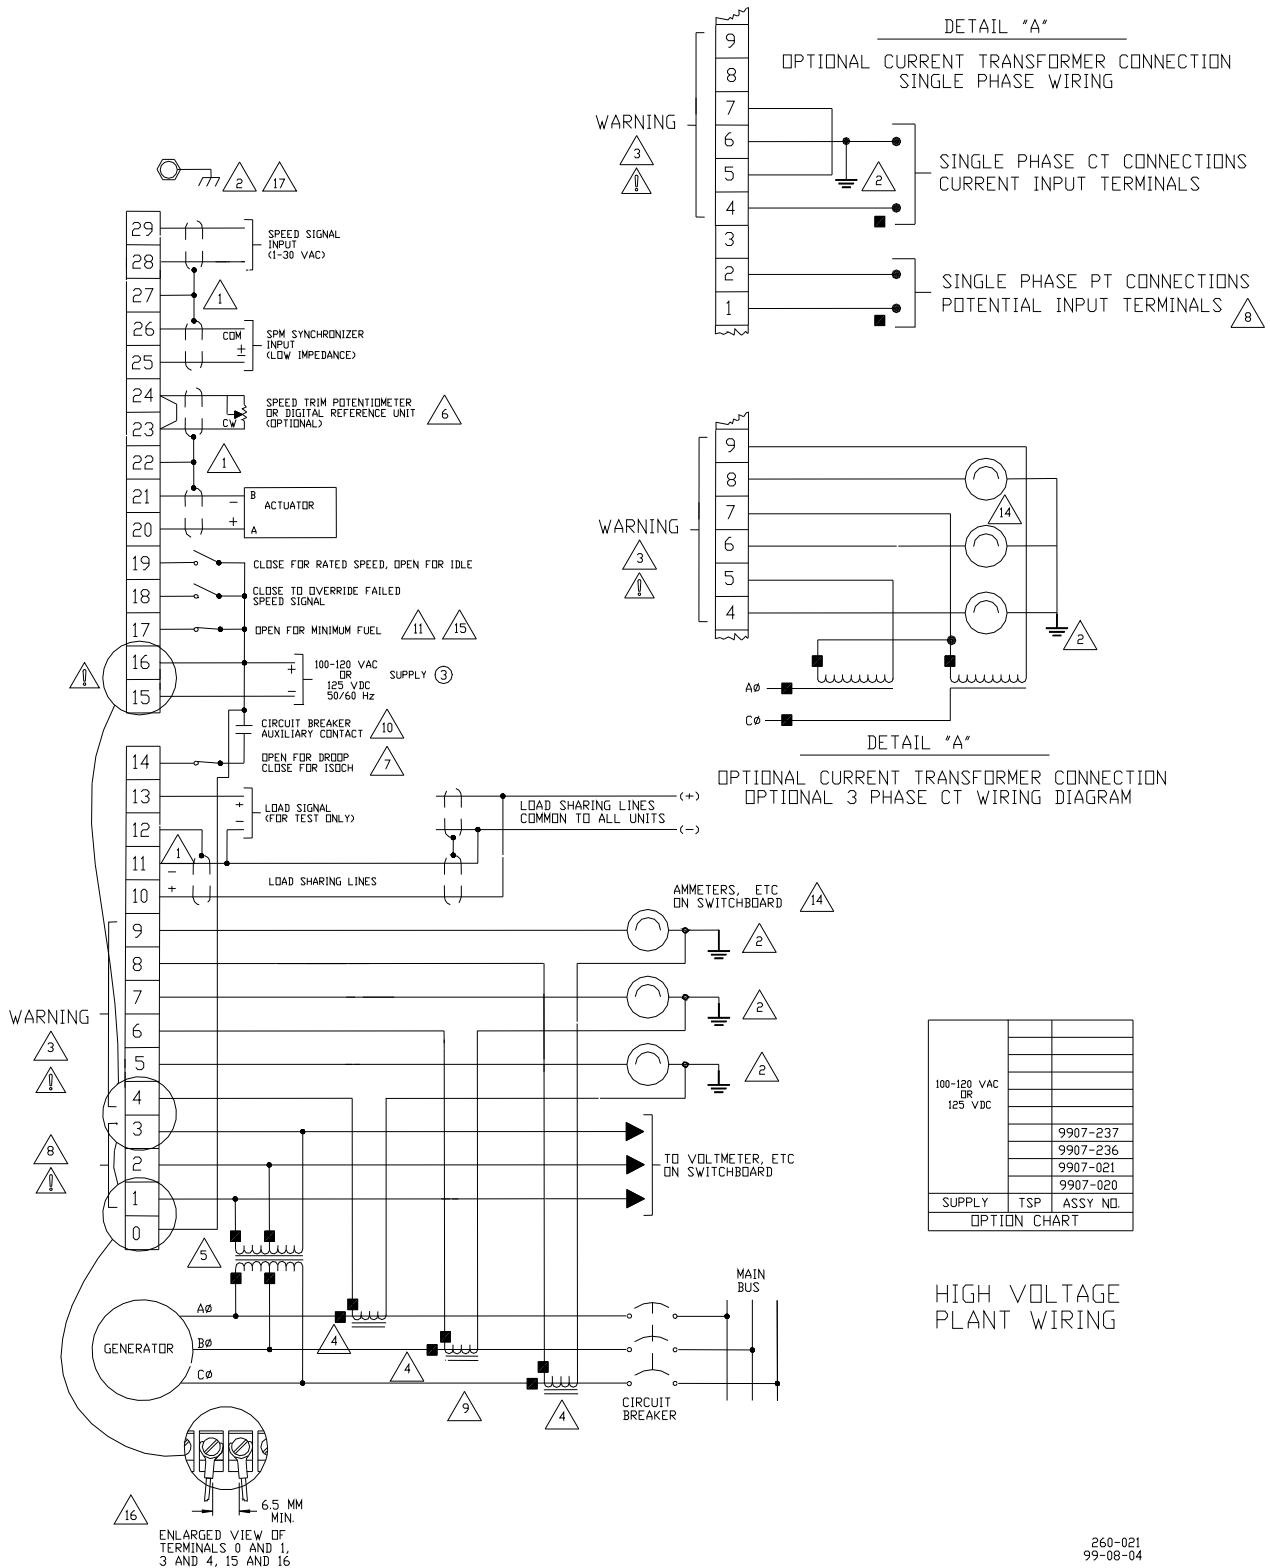 DETAIL "A"
OPTIONAL CURRENT TRANSFORMER CONNECTION
SINGLE PHASE WIRING
9
8
7
6
5
4
3
2
1
WARNING
3
!
2
SINGLE PHASE CT CONNECTIONS
CURRENT INPUT TERMINALS
SINGLE PHASE PT CONNECTIONS
POTENTIAL INPUT TERMINALS
8
2
17
29
28
27
26
25
24
23
22
21
20
19
18
17
16
15
SPEED SIGNAL
INPUT
(1-30 VAC)
1
COM
±
SPM SYNCHRONIZER
INPUT
(LOW IMPEDANCE)
CW
SPEED TRIM POTENTIOMETER
OR DIGITAL REFERENCE UNIT
(OPTIONAL)
6
1
B
-
ACTUATOR
+
A
CLOSE FOR RATED SPEED, OPEN FOR IDLE
CLOSE TO OVERRIDE FAILED
SPEED SIGNAL
OPEN FOR MINIMUM FUEL
11
15
!
+
-
100-120 VAC
OR
125 VDC
50/60 Hz
SUPPLY 3
CIRCUIT BREAKER
AUXILIARY CONTACT
10
OPEN FOR DROOP
CLOSE FOR ISOCH
7
14
13
12
11
10
9
8
7
6
5
4
3
2
1
0
+
-
LOAD SIGNAL
(FOR TEST ONLY)
1
-
+
LOAD SHARING LINES
LOAD SHARING LINES
COMMON TO ALL UNITS
(+)
(-)
9
8
7
6
5
4
WARNING
3
!
14
2
AØ
CØ
DETAIL "A"
OPTIONAL CURRENT TRANSFORMER CONNECTION
OPTIONAL 3 PHASE CT WIRING DIAGRAM
AMMETERS, ETC
ON SWITCHBOARD
14
2
2
2
WARNING
3
!
8
!
TO VOLTMETER, ETC
ON SWITCHBOARD
5
GENERATOR
AØ
BØ
CØ
4
4
9
4
CIRCUIT
BREAKER
MAIN
BUS
100-120 VAC
OR
125 VDC
9907-237
9907-236
9907-021
9907-020
SUPPLY TSP ASSY NO.
OPTION CHART
HIGH VOLTAGE
PLANT WIRING
16
6.5 MM
MIN.
ENLARGED VIEW OF
TERMINALS 0 AND 1,
3 AND 4, 15 AND 16
260-021
99-08-04